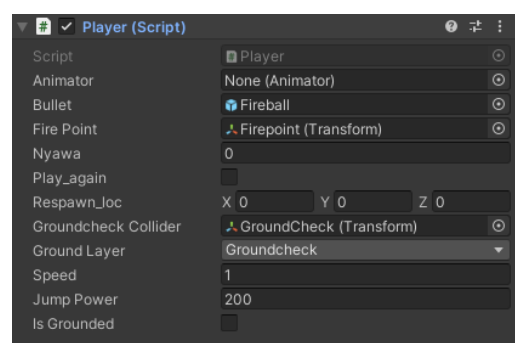 # Player (Script)
Script Player
Animator None (Animator)
Bullet Fireball
Fire Point Firepoint (Transform)
Nyawa 0
Play_again
Respawn_loc X 0 Y 0 Z 0
Groundcheck Collider GroundCheck (Transform)
Ground Layer Groundcheck
Speed 1
Jump Power 200
Is Grounded